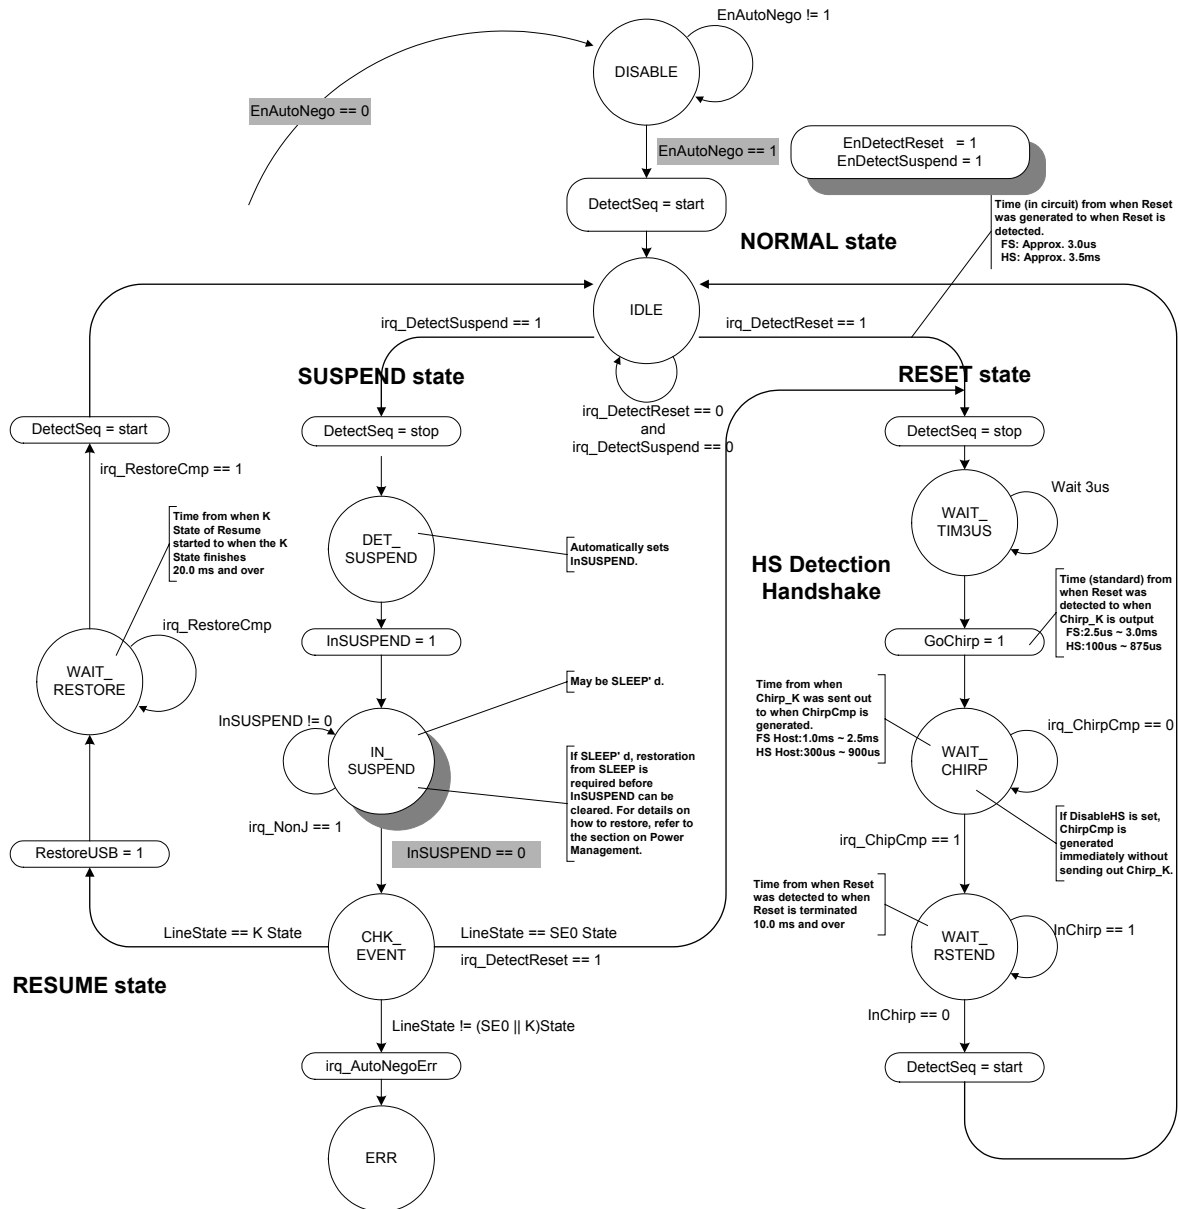 EnAutoNego != 1
DISABLE
EnAutoNego == 0
EnAutoNego == 1
EnDetectReset = 1
EnDetectSuspend = 1
DetectSeq = start
Time (in circuit) from when Reset
was generated to when Reset is
detected.
FS: Approx. 3.0us
HS: Approx. 3.5ms
NORMAL state
IDLE
irq_DetectSuspend == 1
irq_DetectReset == 1
SUSPEND state
RESET state
irq_DetectReset == 0
and
irq_DetectSuspend == 0
DetectSeq = start
DetectSeq = stop
DetectSeq = stop
irq_RestoreCmp == 1
Wait 3us
Time from when K
State of Resume
started to when the K
State finishes
20.0 ms and over
DET_
SUSPEND
Automatically sets
InSUSPEND.
WAIT_
TIM3US
HS Detection
Handshake
Time (standard) from
when Reset was
detected to when
Chirp_K is output
FS:2.5us ~ 3.0ms
HS:100us ~ 875us
irq_RestoreCmp
InSUSPEND = 1
GoChirp = 1
WAIT_
RESTORE
May be SLEEP' d.
Time from when
Chirp_K was sent out
to when ChirpCmp is
generated.
FS Host:1.0ms ~ 2.5ms
HS Host:300us ~ 900us
InSUSPEND != 0
irq_ChirpCmp == 0
IN_
SUSPEND
If SLEEP' d, restoration
from SLEEP is
required before
InSUSPEND can be
cleared. For details on
how to restore, refer to
the section on Power
Management.
WAIT_
CHIRP
irq_NonJ == 1
If DisableHS is set,
ChirpCmp is
generated
immediately without
sending out Chirp_K.
RestoreUSB = 1
InSUSPEND == 0
irq_ChipCmp == 1
Time from when Reset
was detected to when
Reset is terminated
10.0 ms and over
LineState == K State
CHK_
EVENT
LineState == SE0 State
irq_DetectReset == 1
WAIT_
RSTEND
InChirp == 1
RESUME state
InChirp == 0
LineState != (SE0 || K)State
irq_AutoNegoErr
DetectSeq = start
ERR